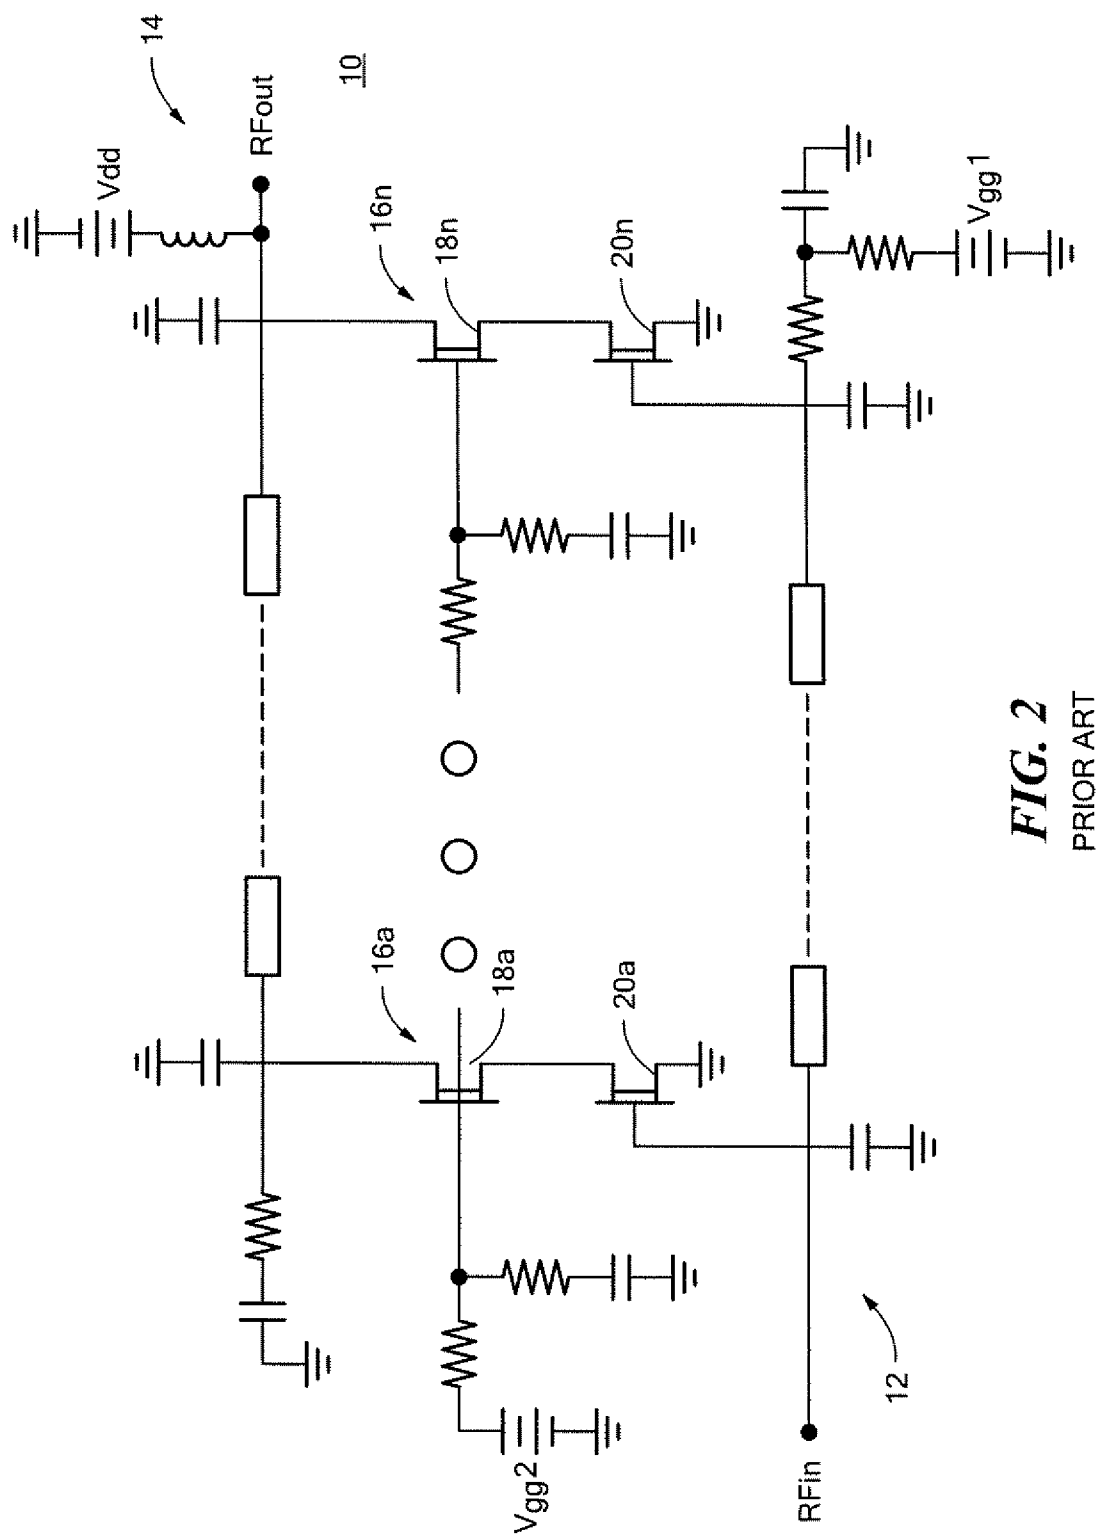 14
Vdd
RFout
10
16n
18n
20n
Vgg1
16a
18a
20a
Vgg2
RFin
12
FIG. 2
PRIOR ART